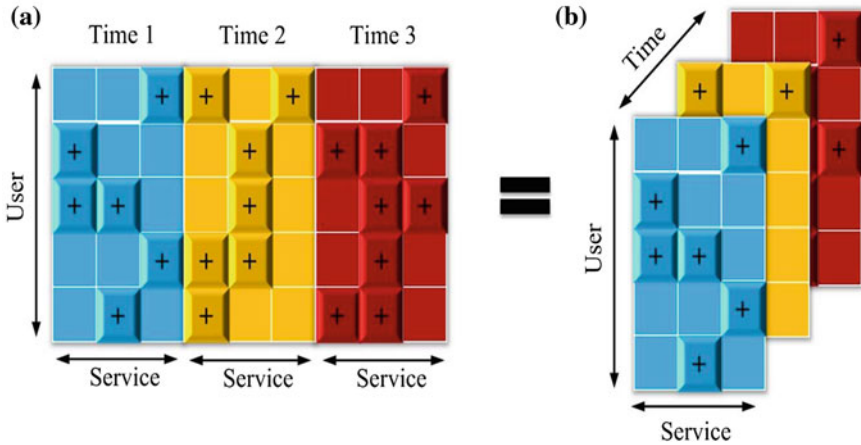 (a)
Time 1 Time 2 Time 3
User
+ + + +
+ + + +
+ + + + +
+ + + +
+ + + +
Service Service Service
=
(b)
Time
User
+
+ +
+
+ +
+ +
+
+
Service